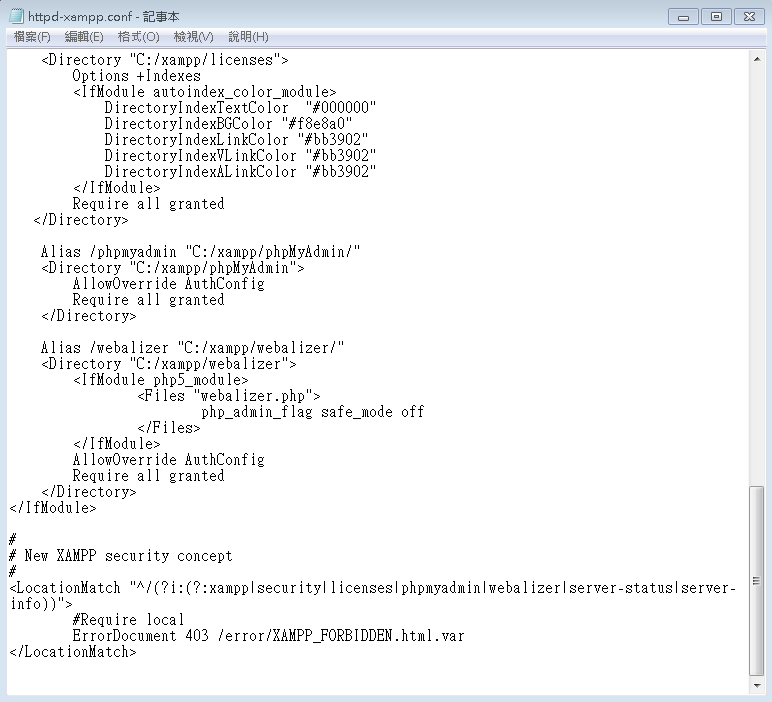 httpd-xampp.conf - 記事本
檔案(F) 編輯(E) 格式(O) 檢視(V) 說明(H)
    <Directory "C:/xampp/licenses">
        Options +Indexes
        <IfModule autoindex_color_module>
            DirectoryIndexTextColor  "#000000"
            DirectoryIndexBGColor "#f8e8a0"
            DirectoryIndexLinkColor "#bb3902"
            DirectoryIndexVLinkColor "#bb3902"
            DirectoryIndexALinkColor "#bb3902"
        </IfModule>
        Require all granted
   </Directory>

    Alias /phpmyadmin "C:/xampp/phpMyAdmin/"
    <Directory "C:/xampp/phpMyAdmin">
        AllowOverride AuthConfig
        Require all granted
    </Directory>

    Alias /webalizer "C:/xampp/webalizer/"
    <Directory "C:/xampp/webalizer">
        <IfModule php5_module>
                <Files "webalizer.php">
                        php_admin_flag safe_mode off
                </Files>
        </IfModule>
        AllowOverride AuthConfig
        Require all granted
    </Directory>
</IfModule>

#
# New XAMPP security concept
#
<LocationMatch "^/(?i:(?:xampp|security|licenses|phpmyadmin|webalizer|server-status|server-
info))">
        #Require local
        ErrorDocument 403 /error/XAMPP_FORBIDDEN.html.var
</LocationMatch>